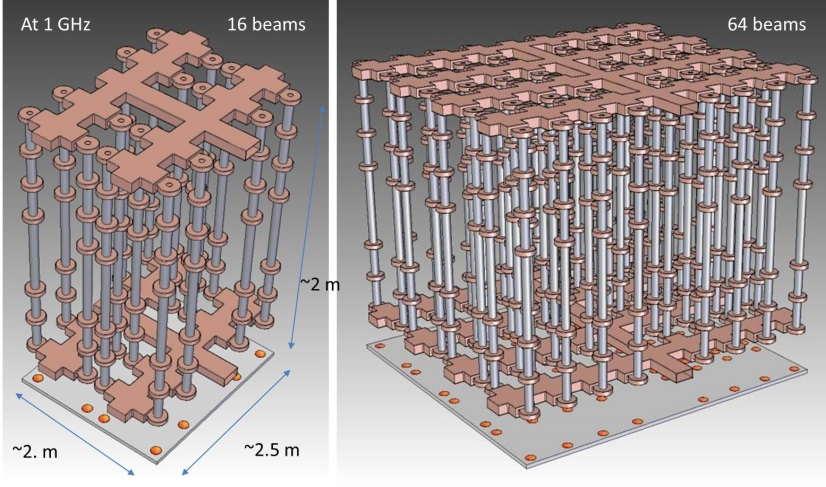 At 1 GHz
16 beams
64 beams
~2 m
~2. m
~2.5 m